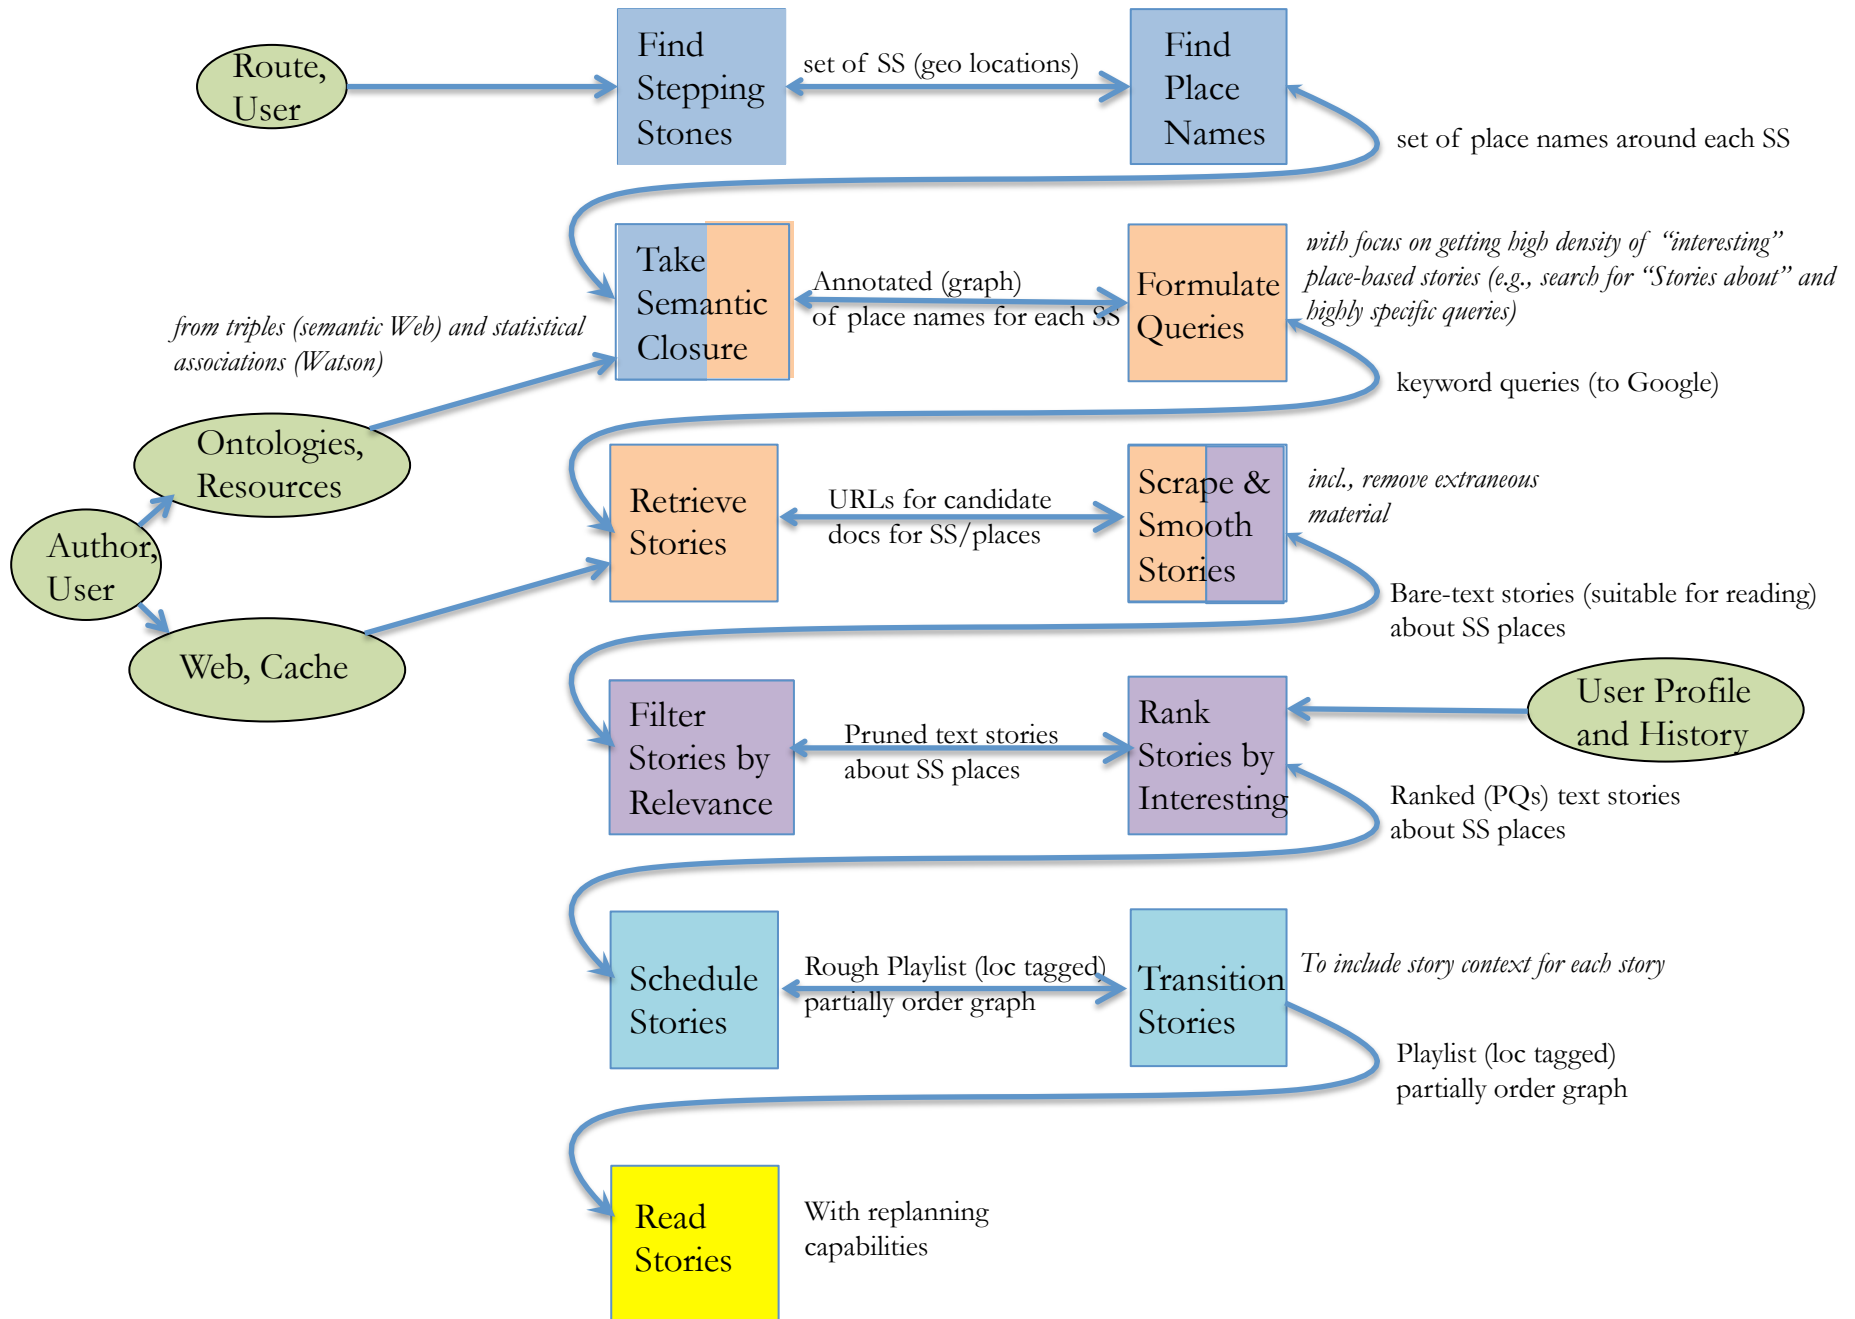 Route,
User
Find
Stepping
Stones
set of SS (geo locations)
Find
Place
Names
set of place names around each SS
Take
Semantic
Closure
Annotated (graph)
of place names for each SS
Formulate
Queries
with focus on getting high density of “interesting”
place-based stories (e.g., search for “Stories about” and
highly specific queries)
from triples (semantic Web) and statistical
associations (Watson)
keyword queries (to Google)
Ontologies,
Resources
Author,
User
Web, Cache
Retrieve
Stories
URLs for candidate
docs for SS/places
Scrape &
Smooth
Stories
incl., remove extraneous
material
Bare-text stories (suitable for reading)
about SS places
Filter
Stories by
Relevance
Pruned text stories
about SS places
Rank
Stories by
Interesting
User Profile
and History
Ranked (PQs) text stories
about SS places
Schedule
Stories
Rough Playlist (loc tagged)
partially order graph
Transition
Stories
To include story context for each story
Playlist (loc tagged)
partially order graph
Read
Stories
With replanning
capabilities